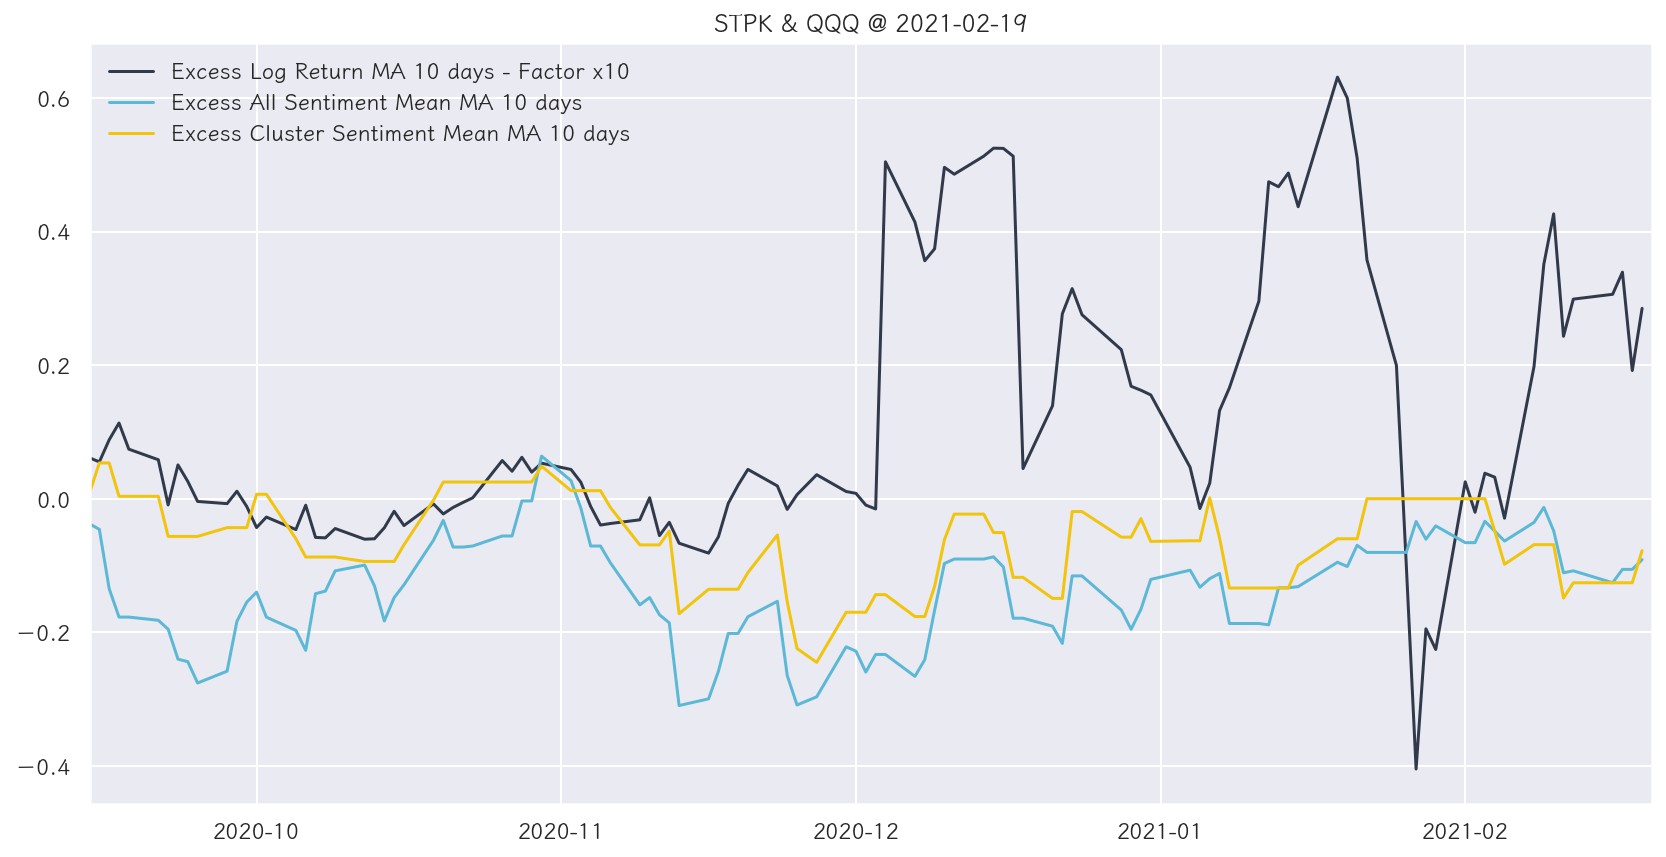 STPK & QQQ @ 2021-02-19
Excess Log Return MA 10 days - Factor x10
Excess All Sentiment Mean MA 10 days
Excess Cluster Sentiment Mean MA 10 days
0.6
0.4
0.2
0.0
−0.2
−0.4
2020-10
2020-11
2020-12
2021-01
2021-02